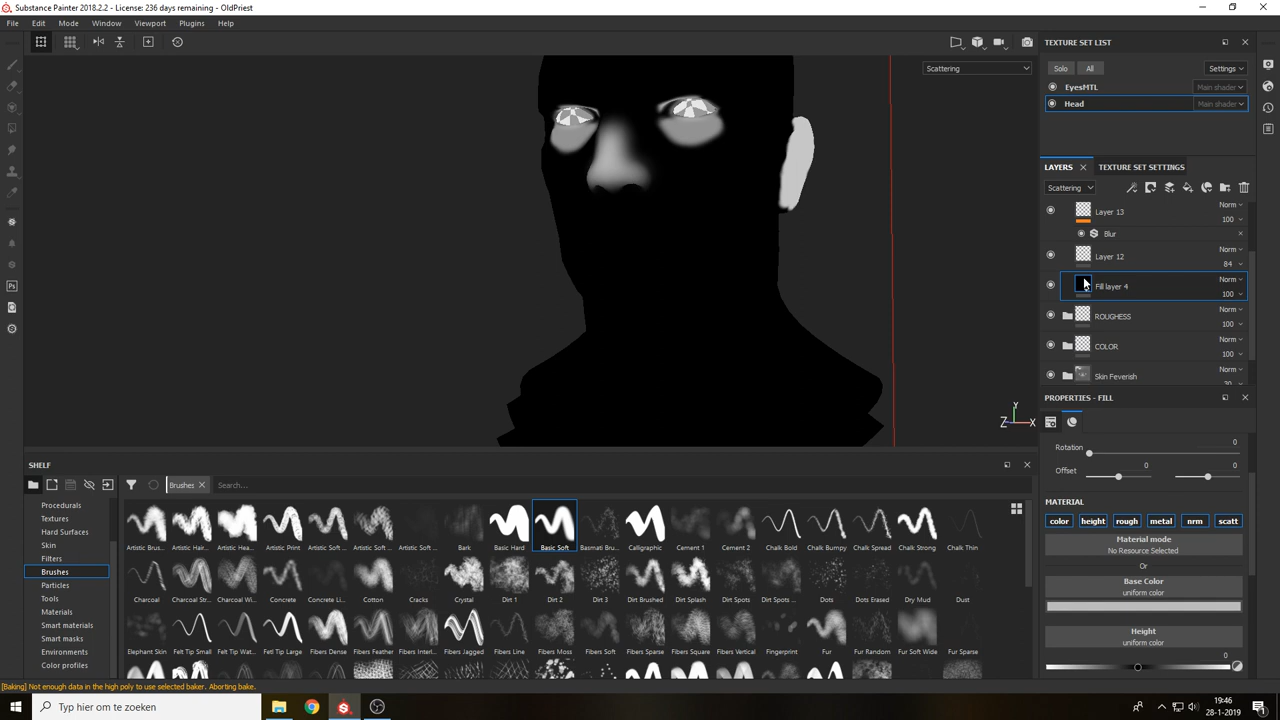 Substance Painter 2018.2.2 - License: 236 days remaining - OldPriest
File Edit Mode Window Viewport Plugins Help
Scattering
TEXTURE SET LIST
Solo All Settings
EyesMTL Main shader
Head Main shader
LAYERS TEXTURE SET SETTINGS
Scattering
Layer 13 Norm 100
Blur
Layer 12 Norm 84
Fill layer 4 Norm 100
ROUGHESS Norm 100
COLOR Norm 100
Skin Feverish Norm
Y
Z X
PROPERTIES - FILL
Rotation 0
Offset 0 0
MATERIAL
color height rough metal nrm scatt
Material mode
No Resource Selected
Or
Base Color
uniform color
Height
uniform color
0
SHELF
Brushes Search...
Procedurals
Textures
Hard Surfaces
Skin
Filters
Brushes
Particles
Tools
Materials
Smart materials
Smart masks
Environments
Color profiles
Artistic Brus... Artistic Hair... Artistic Hea... Artistic Print Artistic Soft ... Artistic Soft ... Artistic Soft ... Bark Basic Hard Basic Soft Basmati Bru... Calligraphic Cement 1 Cement 2 Chalk Bold Chalk Bumpy Chalk Spread Chalk Strong Chalk Thin
Charcoal Charcoal Str... Charcoal Wi... Concrete Concrete Li... Cotton Cracks Crystal Dirt 1 Dirt 2 Dirt 3 Dirt Brushed Dirt Splash Dirt Spots Dirt Spots ... Dots Dots Erased Dry Mud Dust
Elephant Skin Felt Tip Small Felt Tip Wat... Felt Tip Large Fibers Dense Fibers Feather Fibers Interl... Fibers Jagged Fibers Line Fibers Moss Fibers Soft Fibers Sparse Fibers Square Fibers Vertical Fingerprint Fur Fur Random Fur Soft Wide Fur Sparse
[Baking] Not enough data in the high poly to use selected baker. Aborting bake.
Typ hier om te zoeken
19:46
28-1-2019